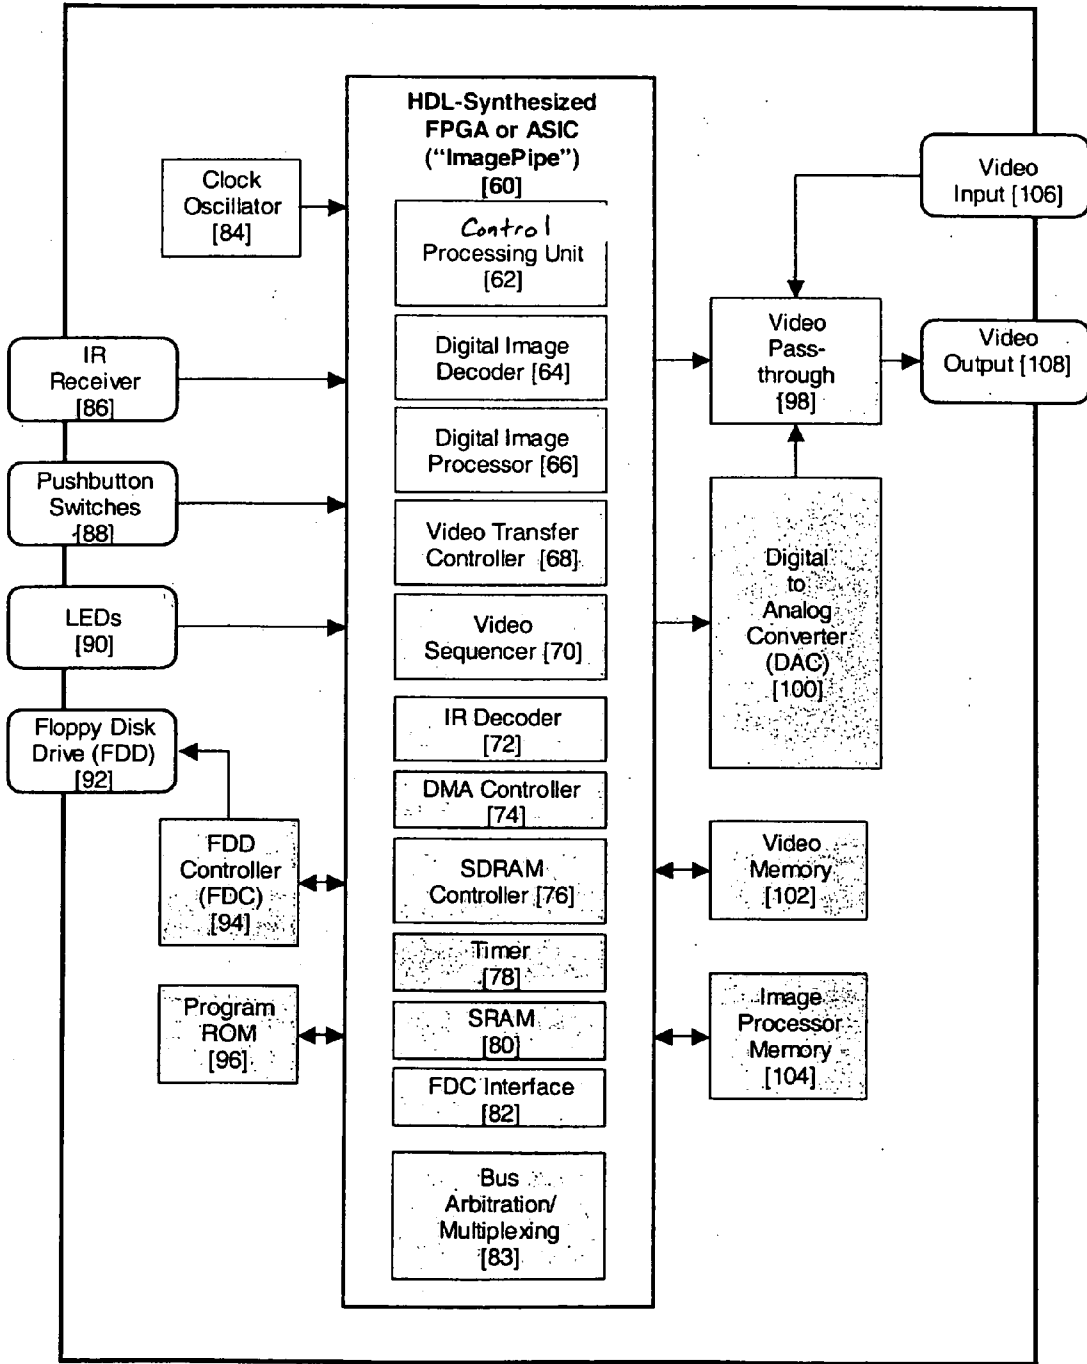 HDL-Synthesized
FPGA or ASIC
("ImagePipe")
[60]
Clock
Oscillator
[84]
Control
Processing Unit
[62]
Digital Image
Decoder [64]
Digital Image
Processor [66]
Video Transfer
Controller [68]
Video
Sequencer [70]
IR Decoder
[72]
DMA Controller
[74]
SDRAM
Controller [76]
Timer
[78]
SRAM
[80]
FDC Interface
[82]
Bus
Arbitration/
Multiplexing
[83]
IR
Receiver
[86]
Pushbutton
Switches
[88]
LEDs
[90]
Floppy Disk
Drive (FDD)
[92]
FDD
Controller
(FDC)
[94]
Program
ROM
[96]
Video
Input [106]
Video
Pass-
through
[98]
Video
Output [108]
Digital
to
Analog
Converter
(DAC)
[100]
Video
Memory
[102]
Image
Processor
Memory
[104]